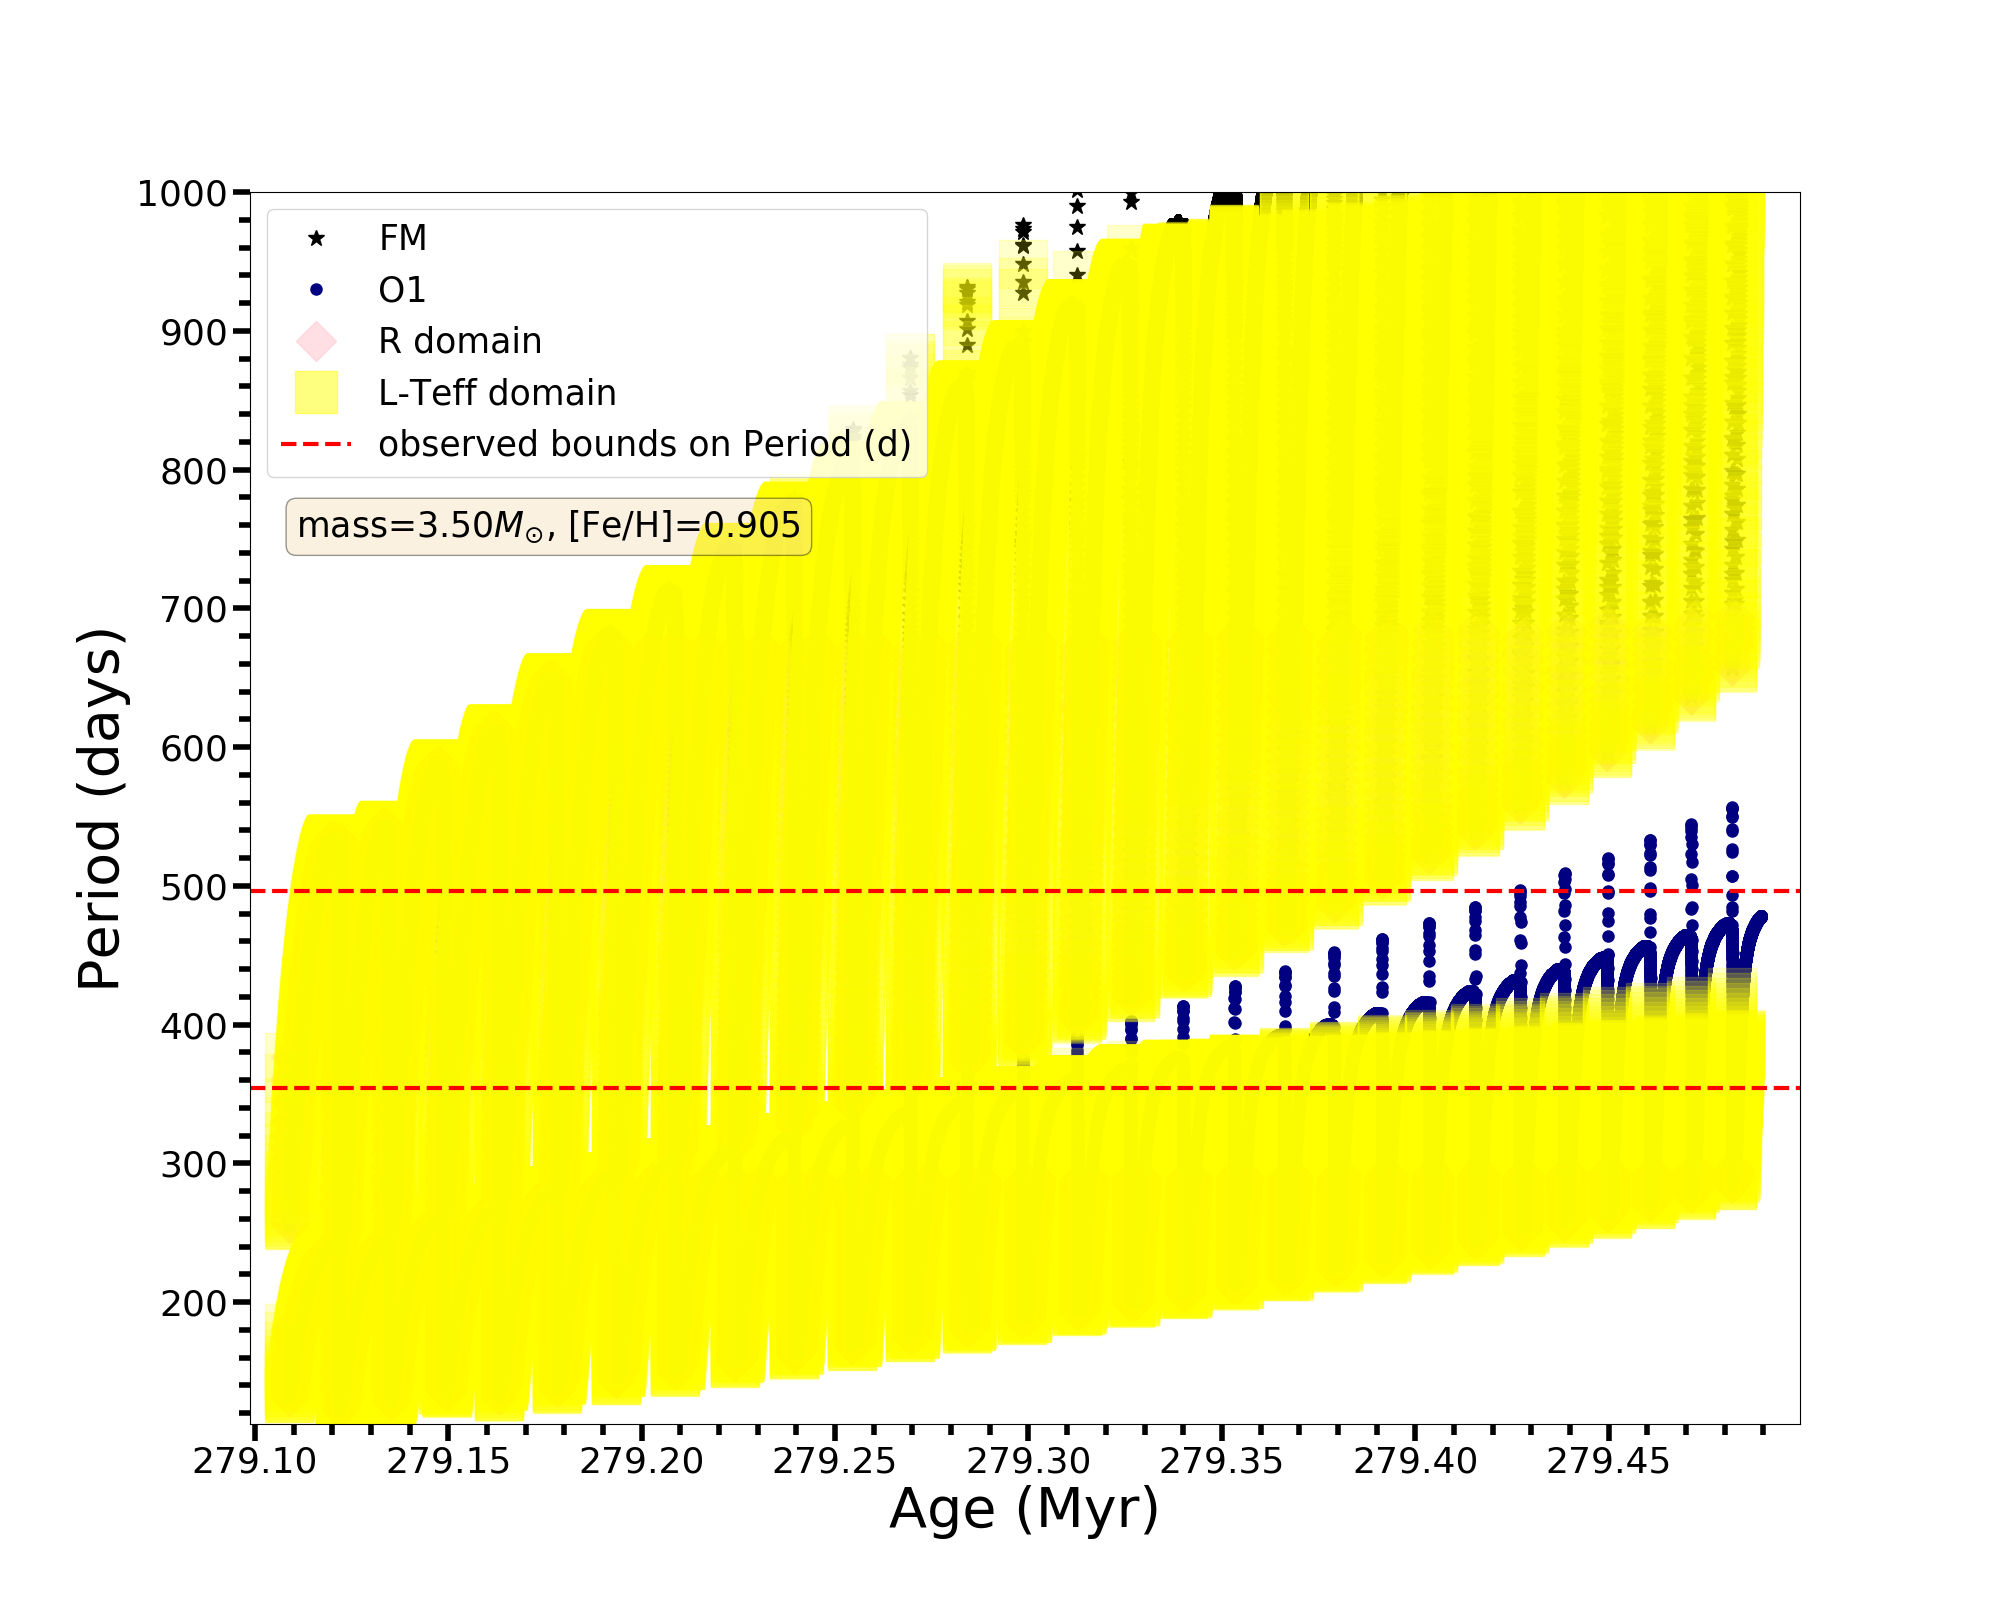 1000
900
800
700
600
500
400
300
200
Period (days)
FM
O1
R domain
L-Teff domain
observed bounds on Period (d)
mass=3.50M⊙, [Fe/H]=0.905
279.10 279.15 279.20 279.25 279.30 279.35 279.40 279.45
Age (Myr)